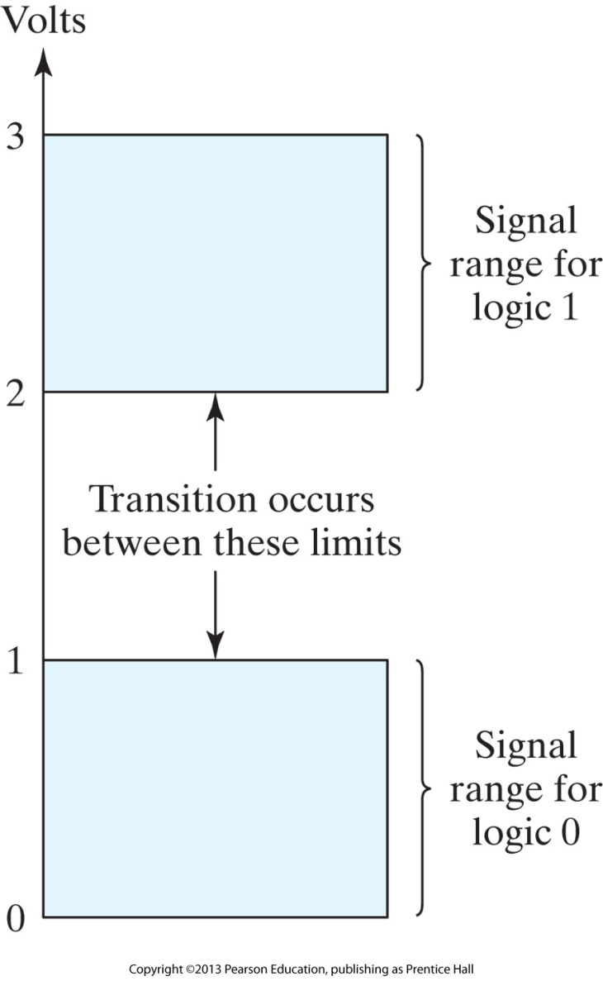 Volts
3
Signal
range for
logic 1
2
Transition occurs
between these limits
1
Signal
range for
logic 0
0
Copyright ©2013 Pearson Education, publishing as Prentice Hall